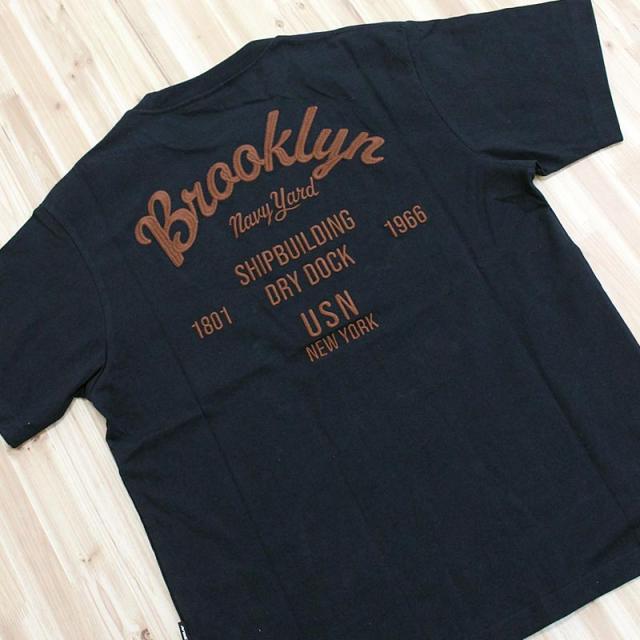 Brooklyn
Navy Yard
SHIPBUILDING
DRY DOCK
1801 1966
USN
NEW YORK